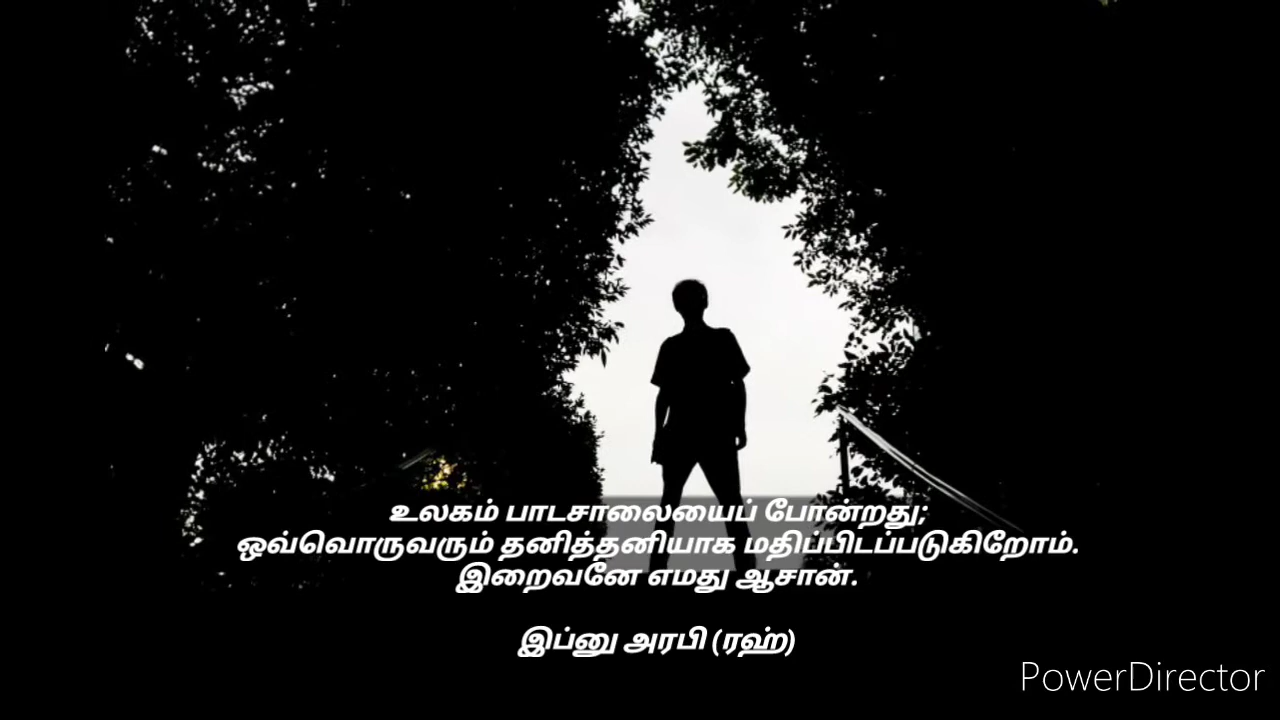 உலகம் பாடசாலையைப் போன்றது;
ஒவ்வொருவரும் தனித்தனியாக மதிப்பிடப்படுகிறோம்.
இறைவனே எமது ஆசான்.
இப்னு அரபி (ரஹ்)
PowerDirector